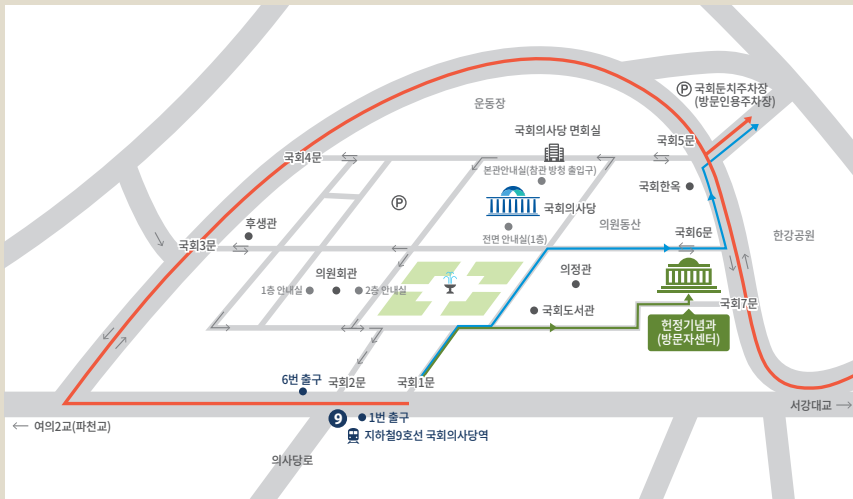 국회둔치주차장
(방문인용주차장)
운동장
국회의사당 면회실
국회5문
국회4문
본관안내실(참관 방청 출입구)
국회한옥
P
국회의사당
후생관
의원동산
국회6문
한강공원
국회3문
전면 안내실(1층)
의원회관
의정관
1층 안내실
2층 안내실
국회도서관
국회7문
헌정기념과
(방문자센터)
6번 출구
국회2문
국회1문
서강대교
9
1번 출구
여의2교(파천교)
지하철9호선 국회의사당역
의사당로
P